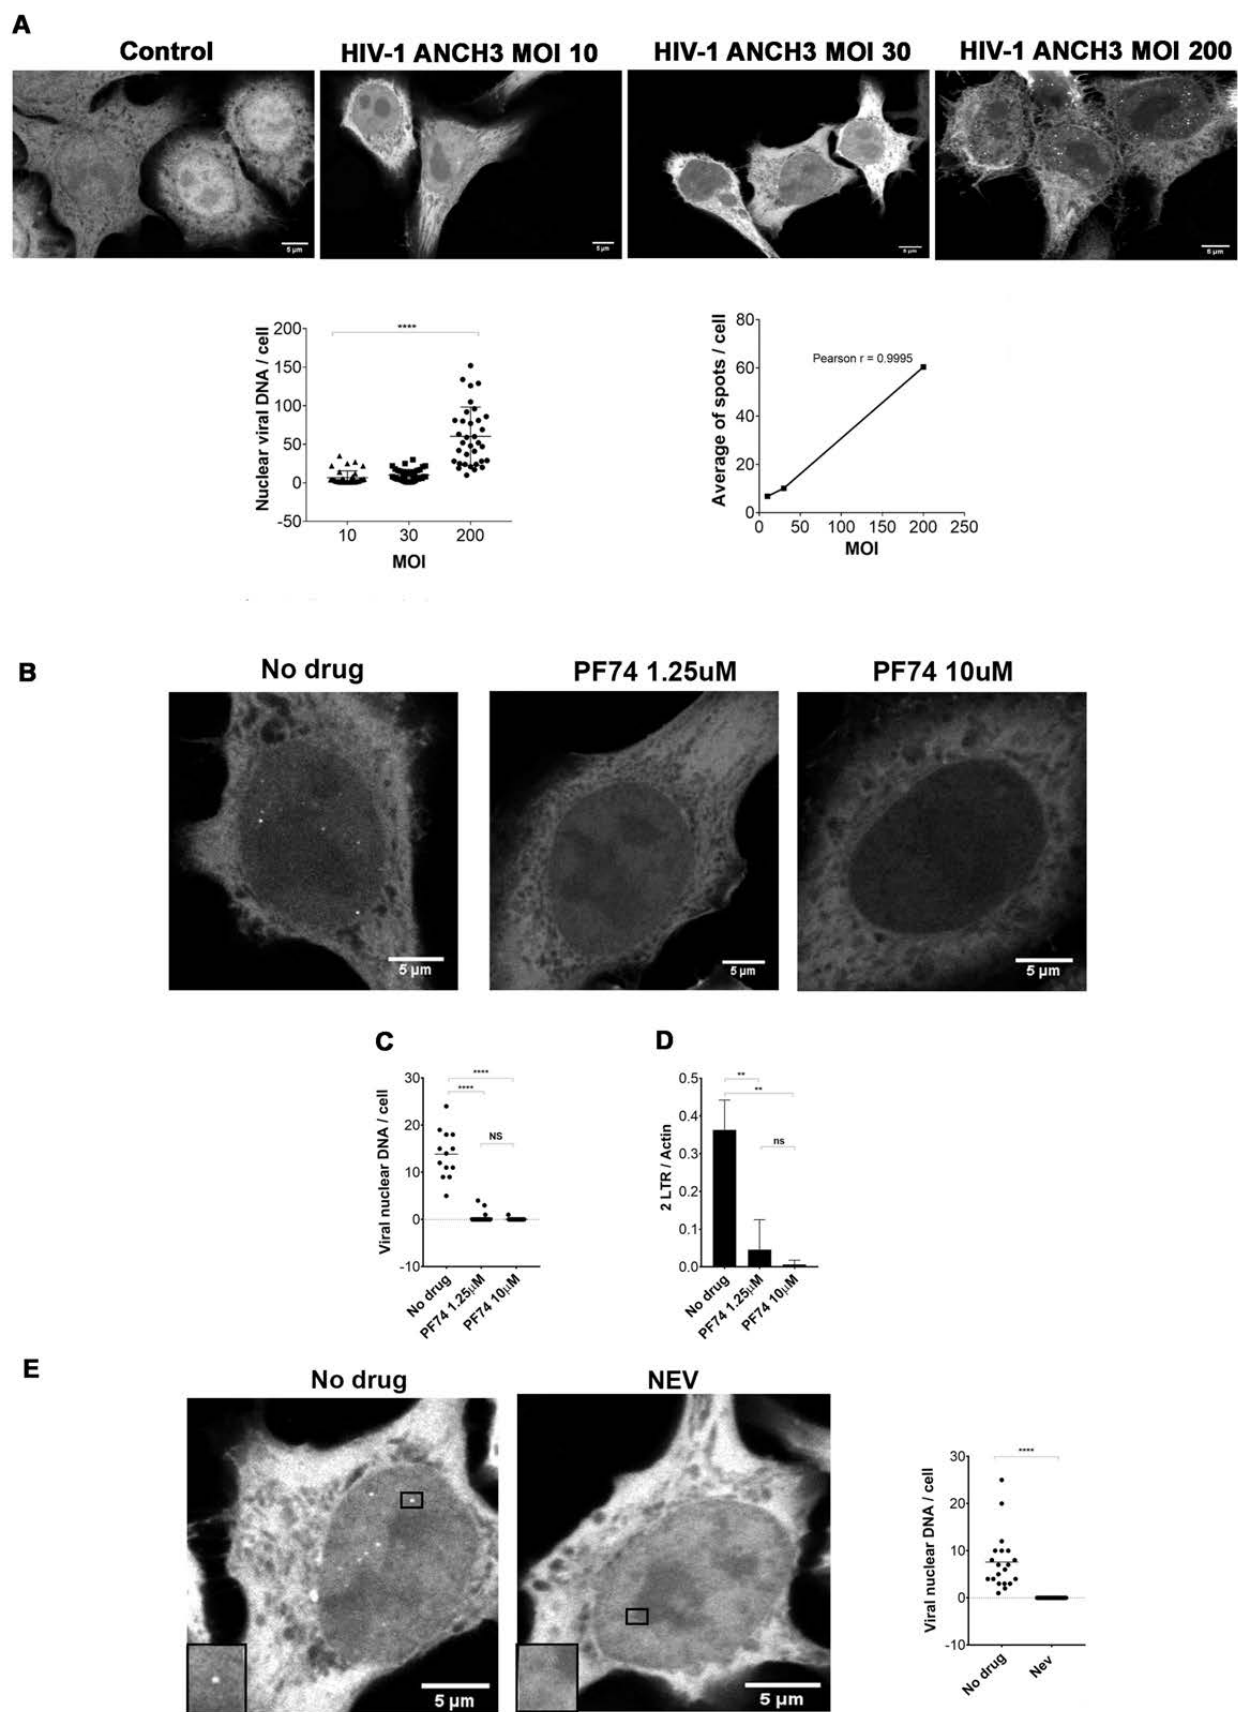 A
Control
HIV-1 ANCH3 MOI 10
HIV-1 ANCH3 MOI 30
HIV-1 ANCH3 MOI 200
5 µm
5 µm
5 µm
5 µm
Nuclear viral DNA / cell
200
150
100
50
0
-50
****
10
30
200
MOI
Average of spots / cell
80
60
40
20
0
Pearson r = 0.9995
0
50
100
150
200
250
MOI
B
No drug
PF74 1.25uM
PF74 10uM
5 µm
5 µm
5 µm
C
Viral nuclear DNA / cell
30
20
10
0
-10
****
****
NS
No drug
PF74 1.25µM
PF74 10µM
D
2 LTR / Actin
0.5
0.4
0.3
0.2
0.1
0.0
**
**
ns
No drug
PF74 1.25µM
PF74 10µM
E
No drug
NEV
5 µm
5 µm
Viral nuclear DNA / cell
30
20
10
0
-10
****
No drug
Nev